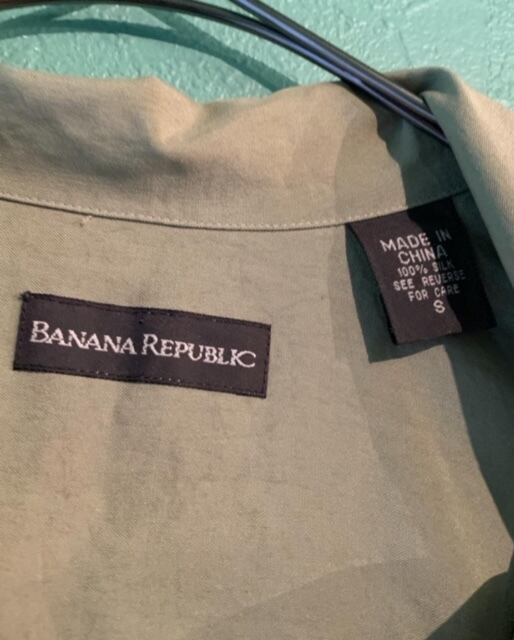 BANANA REPUBLIC
MADE IN
CHINA
100% SILK
SEE REVERSE
FOR CARE
S